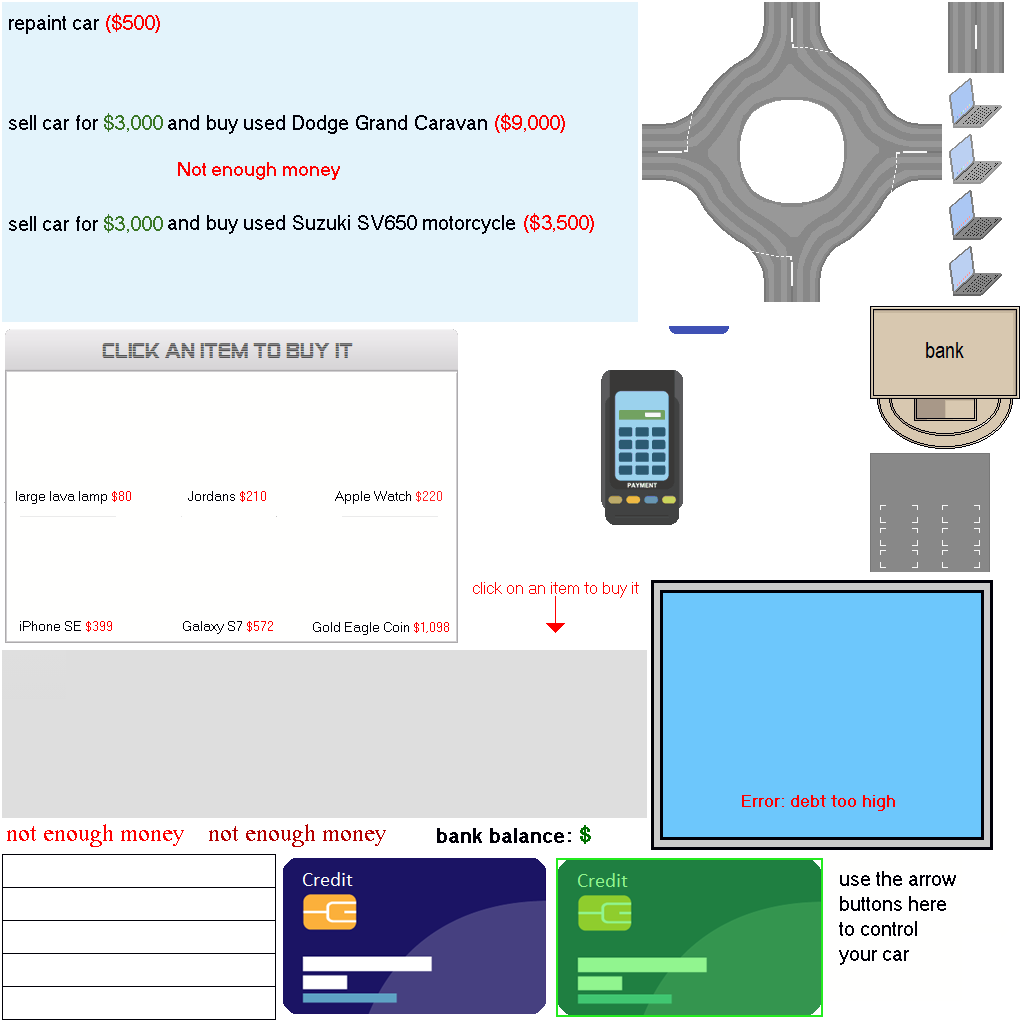 repaint car ($500)
sell car for $3,000 and buy used Dodge Grand Caravan ($9,000)
Not enough money
sell car for $3,000 and buy used Suzuki SV650 motorcycle ($3,500)
CLICK AN ITEM TO BUY IT
large lava lamp $80
Jordans $210
Apple Watch $220
iPhone SE $399
Galaxy S7 $572
Gold Eagle Coin $1,098
PAYMENT
bank
click on an item to buy it
Error: debt too high
not enough money
not enough money
bank balance: $
Credit
Credit
use the arrow
buttons here
to control
your car